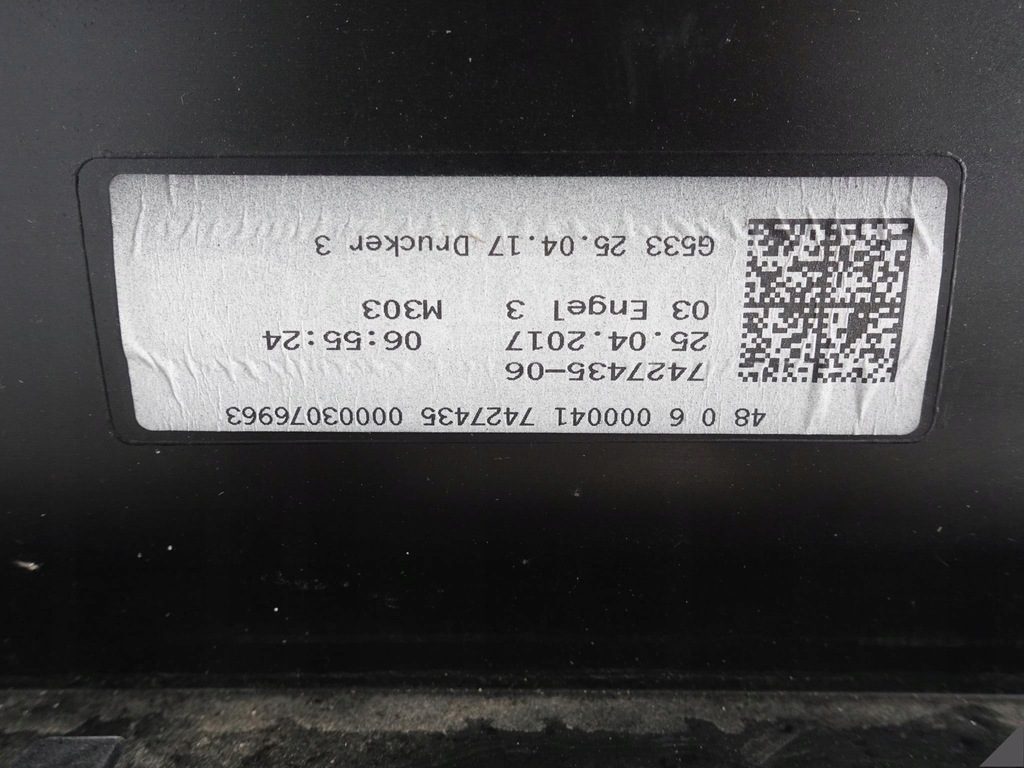 48 0 6 000041 7427435 00003076963
7427435-06
25.04.2017 06:55:24
03 Engel 3 M303
G533 25.04.17 Drucker 3